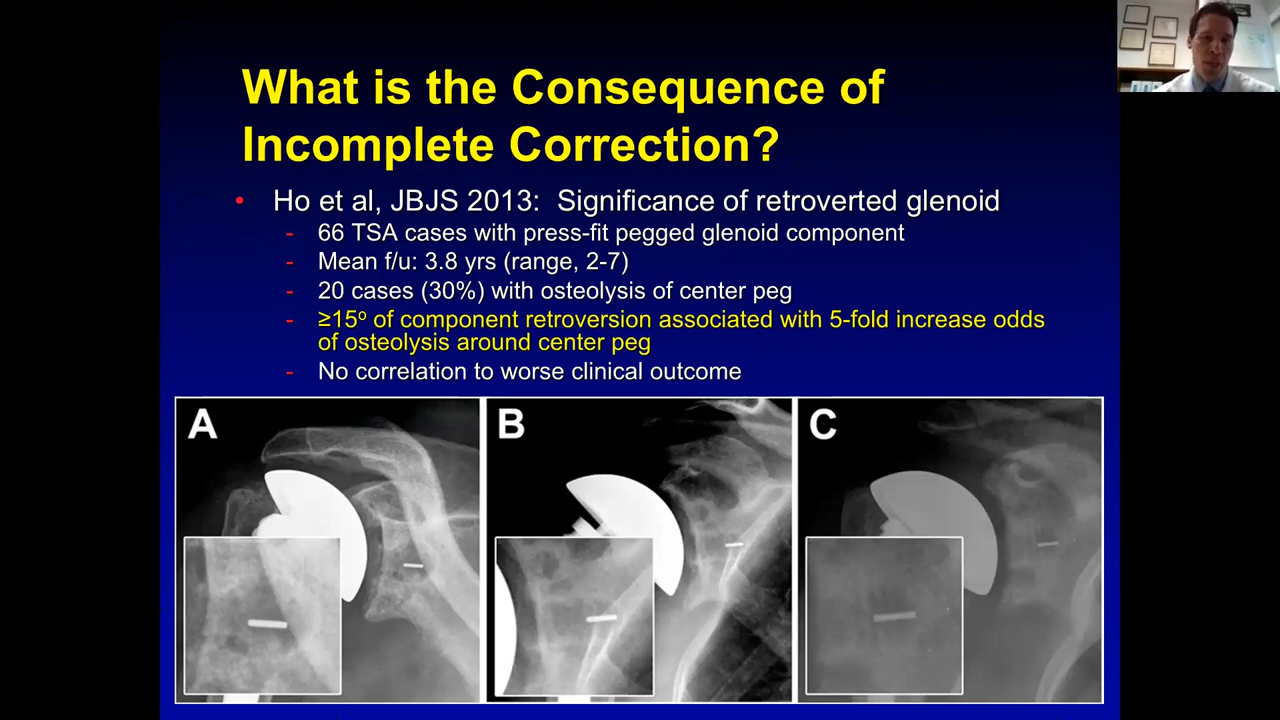 What is the Consequence of
Incomplete Correction?
• Ho et al, JBJS 2013: Significance of retroverted glenoid
- 66 TSA cases with press-fit pegged glenoid component
- Mean f/u: 3.8 yrs (range, 2-7)
- 20 cases (30%) with osteolysis of center peg
- ≥15º of component retroversion associated with 5-fold increase odds
of osteolysis around center peg
- No correlation to worse clinical outcome
A B C